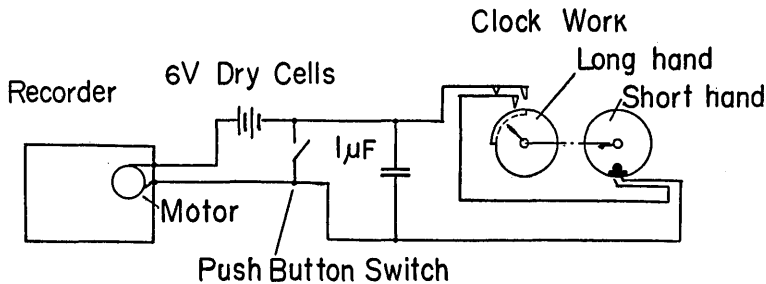 Clock Work
Long hand
6V Dry Cells
Short hand
Recorder
1μF
Motor
Push Button Switch